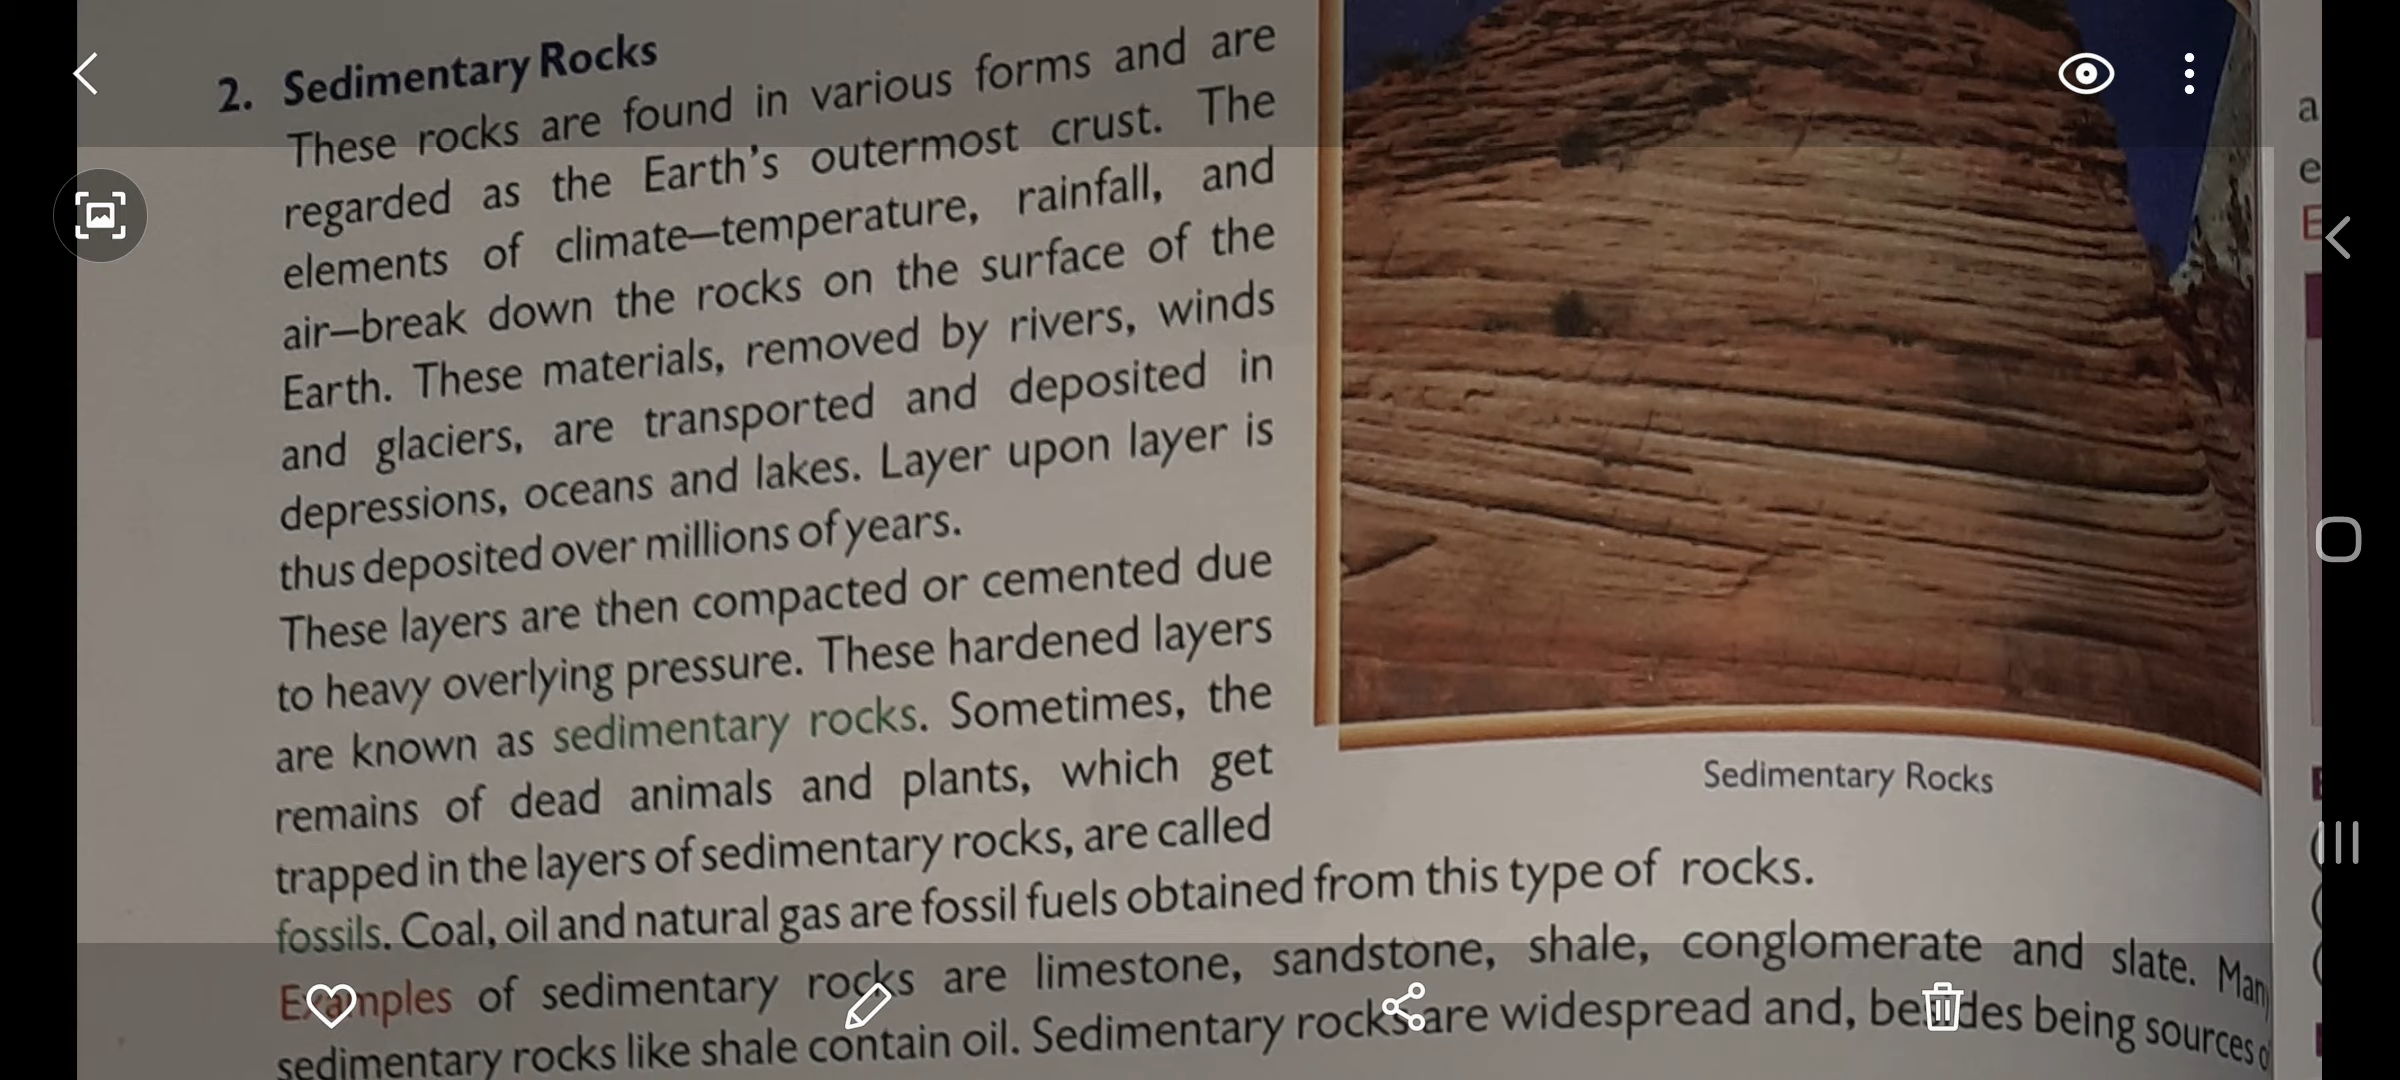 2. Sedimentary Rocks
These rocks are found in various forms and are
regarded as the Earth's outermost crust. The
elements of climate—temperature, rainfall, and
air—break down the rocks on the surface of the
Earth. These materials, removed by rivers, winds
and glaciers, are transported and deposited in
depressions, oceans and lakes. Layer upon layer is
thus deposited over millions of years.
These layers are then compacted or cemented due
to heavy overlying pressure. These hardened layers
are known as sedimentary rocks. Sometimes, the
remains of dead animals and plants, which get
trapped in the layers of sedimentary rocks, are called
fossils. Coal, oil and natural gas are fossil fuels obtained from this type of rocks.
Examples of sedimentary rocks are limestone, sandstone, shale, conglomerate and slate.
sedimentary rocks like shale contain oil. Sedimentary rocks are widespread and, besides being sources
Sedimentary Rocks